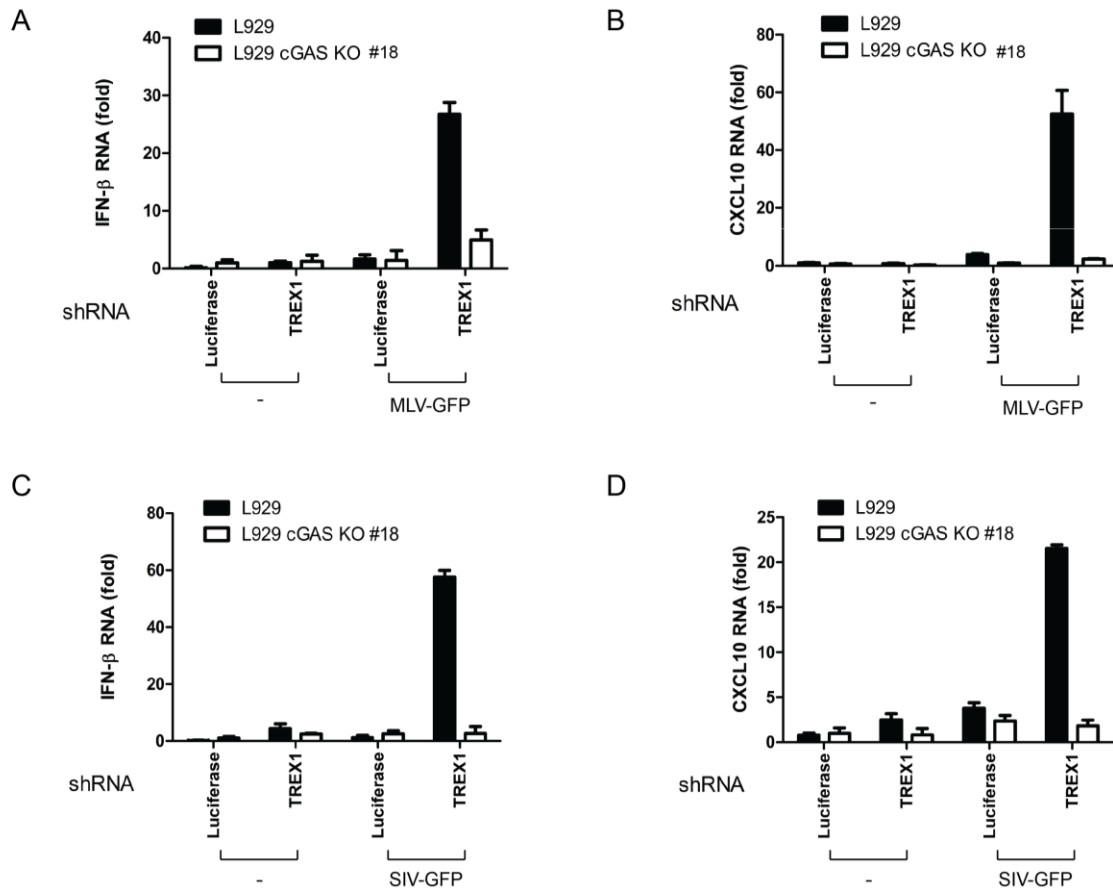 A
L929
L929 cGAS KO #18
IFN-β RNA (fold)
40
30
20
10
0
shRNA
Luciferase
TREX1
Luciferase
TREX1
-
MLV-GFP
B
L929
L929 cGAS KO #18
CXCL10 RNA (fold)
80
60
40
20
0
shRNA
Luciferase
TREX1
Luciferase
TREX1
-
MLV-GFP
C
L929
L929 cGAS KO #18
IFN-β RNA (fold)
80
60
40
20
0
shRNA
Luciferase
TREX1
Luciferase
TREX1
-
SIV-GFP
D
L929
L929 cGAS KO #18
CXCL10 RNA (fold)
25
20
15
10
5
0
shRNA
Luciferase
TREX1
Luciferase
TREX1
-
SIV-GFP